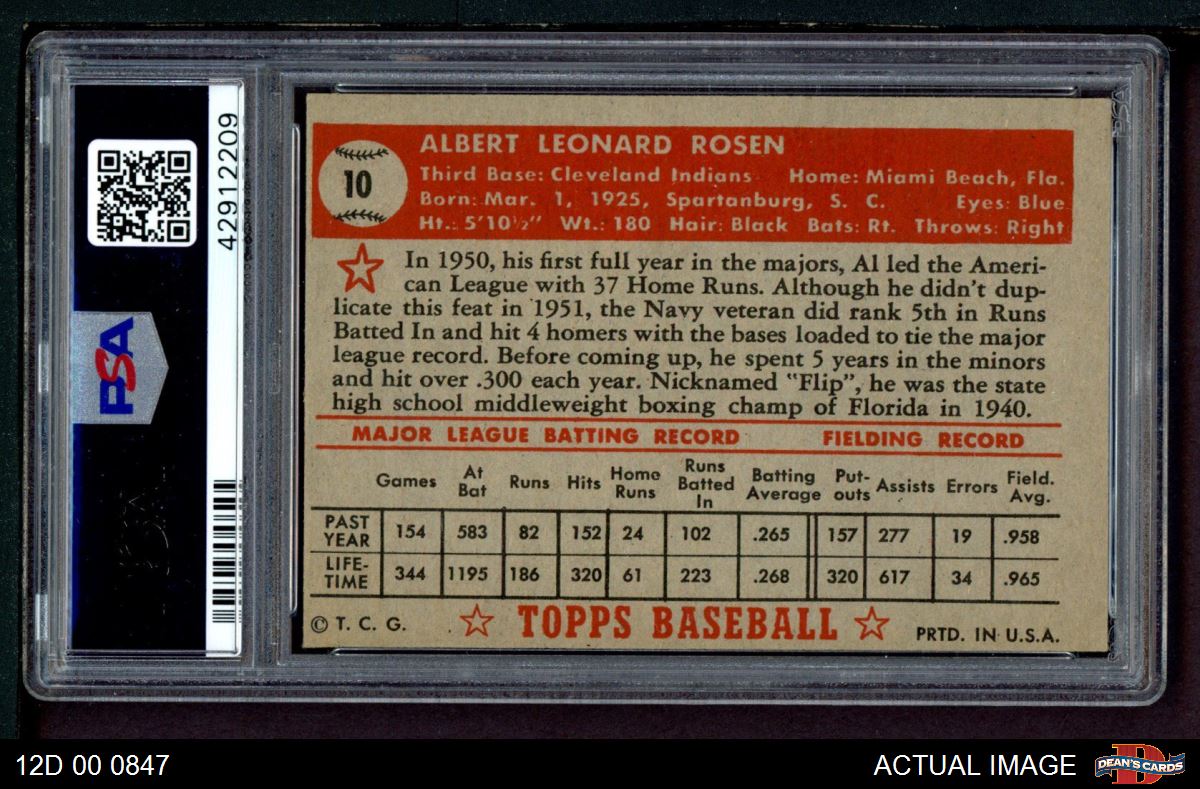 42912209
PSA
10
ALBERT LEONARD ROSEN
Third Base: Cleveland Indians Home: Miami Beach, Fla.
Born: Mar. 1, 1925, Spartanburg, S. C. Eyes: Blue
Ht.: 5'10½" Wt.: 180 Hair: Black Bats: Rt. Throws: Right
In 1950, his first full year in the majors, Al led the Ameri-
can League with 37 Home Runs. Although he didn't dup-
licate this feat in 1951, the Navy veteran did rank 5th in Runs
Batted In and hit 4 homers with the bases loaded to tie the major
league record. Before coming up, he spent 5 years in the minors
and hit over .300 each year. Nicknamed "Flip", he was the state
high school middleweight boxing champ of Florida in 1940.
MAJOR LEAGUE BATTING RECORD FIELDING RECORD
Games At Bat Runs Hits Home Runs Runs Batted In Batting Average Put-outs Assists Errors Field. Avg.
PAST YEAR 154 583 82 152 24 102 .265 157 277 19 .958
LIFE-TIME 344 1195 186 320 61 223 .268 320 617 34 .965
© T. C. G. TOPPS BASEBALL PRTD. IN U.S.A.
12D 00 0847
ACTUAL IMAGE
DEAN'S CARDS